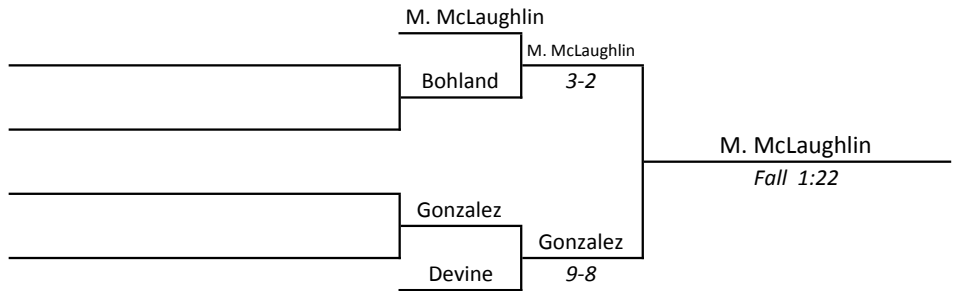 M. McLaughlin
M. McLaughlin
Bohland
3-2
M. McLaughlin
Fall 1:22
Gonzalez
Gonzalez
Devine
9-8